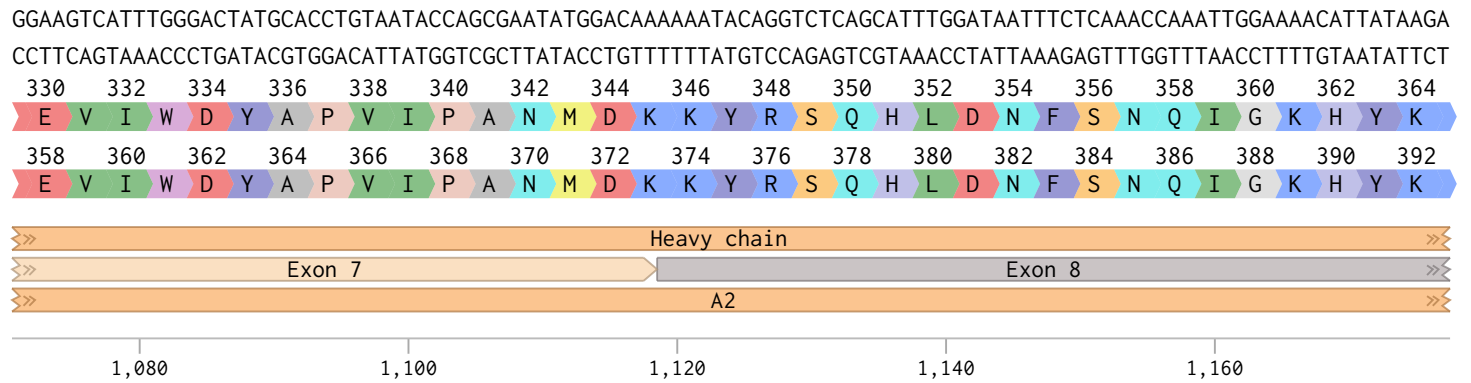 GGAAGTCATTTGGGACTATGCACCTGTAATACCAGCGAATATGGACAAAAAATACAGGTCTCAGCATTTGGATAATTTCTCAAACCAAATTGGAAAACATTATAAGA
CCTTCAGTAAACCCTGATACGTGGACATTATGGTCGCTTATACCTGTTTTTTATGTCCAGAGTCGTAAACCTATTAAAGAGTTTGGTTTAACCTTTTGTAATATTCT
330 332 334 336 338 340 342 344 346 348 350 352 354 356 358 360 362 364
E V I W D Y A P V I P A N M D K K Y R S Q H L D N F S N Q I G K H Y K
358 360 362 364 366 368 370 372 374 376 378 380 382 384 386 388 390 392
E V I W D Y A P V I P A N M D K K Y R S Q H L D N F S N Q I G K H Y K
Heavy chain
Exon 7 Exon 8
A2
1,080 1,100 1,120 1,140 1,160